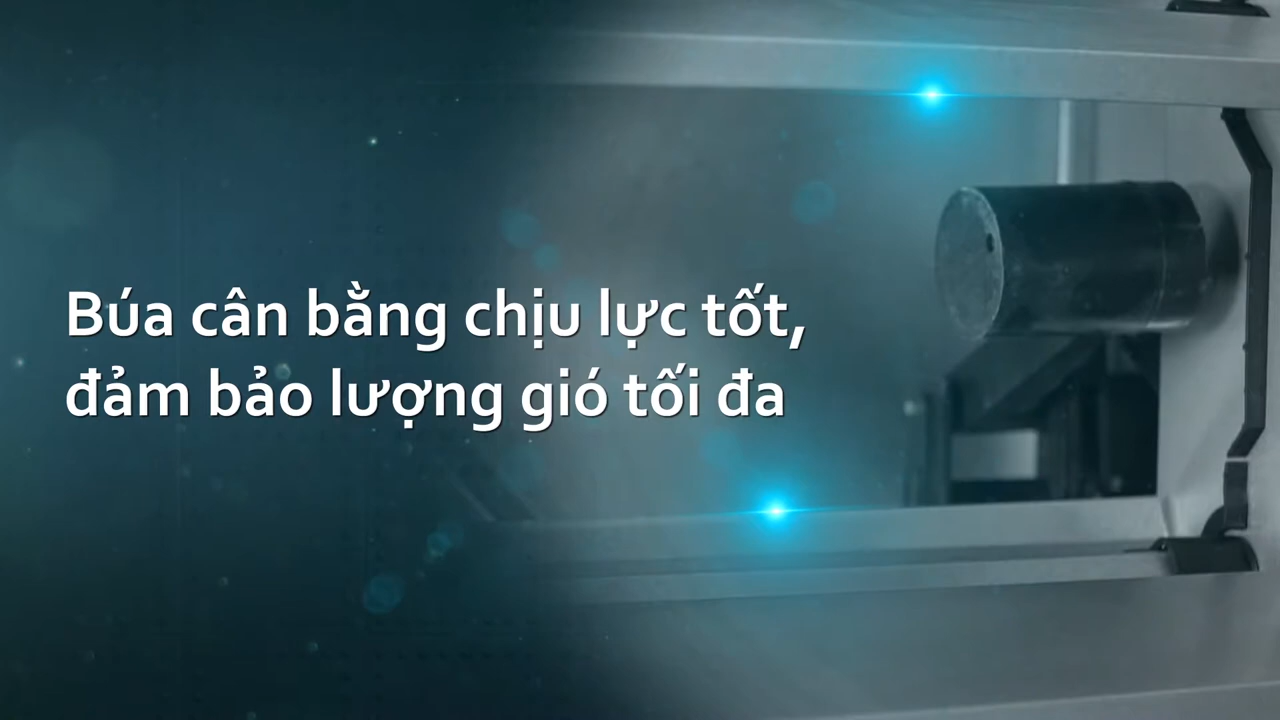 Búa cân bằng chịu lực tốt,
đảm bảo lượng gió tối đa